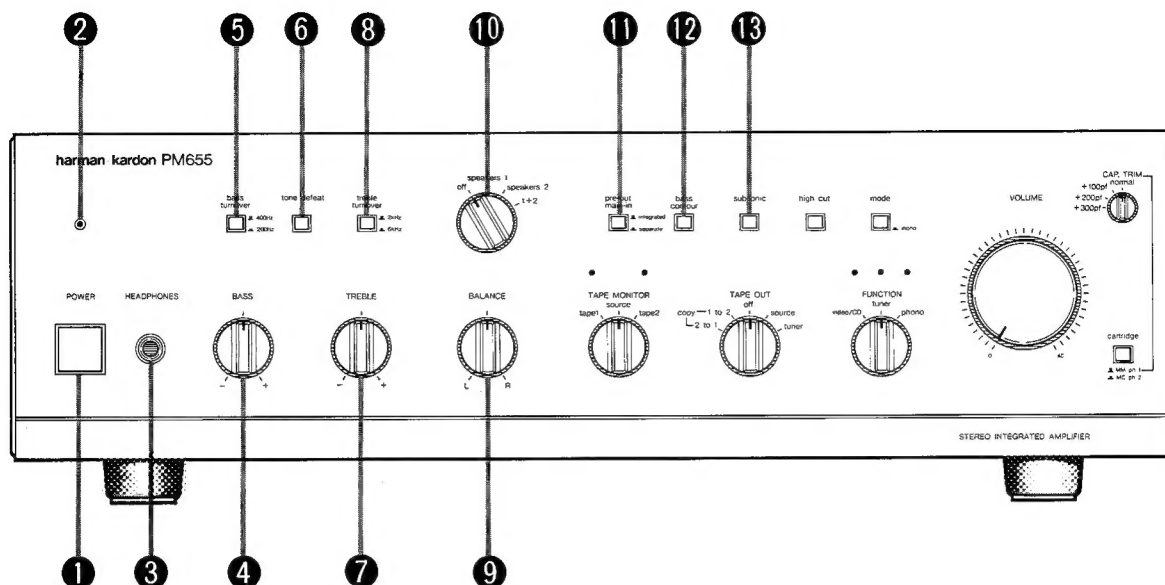 2 5 6 8 10 11 12 13
harman / kardon PM655
bass turnover
400Hz
200Hz
tone defeat
treble turnover
2kHz
6kHz
off
speakers 1
speakers 2
1+2
pre-out main-in
integrated
separate
bass contour
subsonic
high cut
mode
mono
VOLUME
0
CAP. TRIM
normal
+100pf
+200pf
+300pf
POWER
HEADPHONES
BASS
- +
TREBLE
- +
BALANCE
L R
TAPE MONITOR
tape1
source
tape2
TAPE OUT
copy 1 to 2
2 to 1
off
source
tuner
FUNCTION
video/CD
tuner
phono
cartridge
MM ph 1
MC ph 2
STEREO INTEGRATED AMPLIFIER
1 3 4 7 9